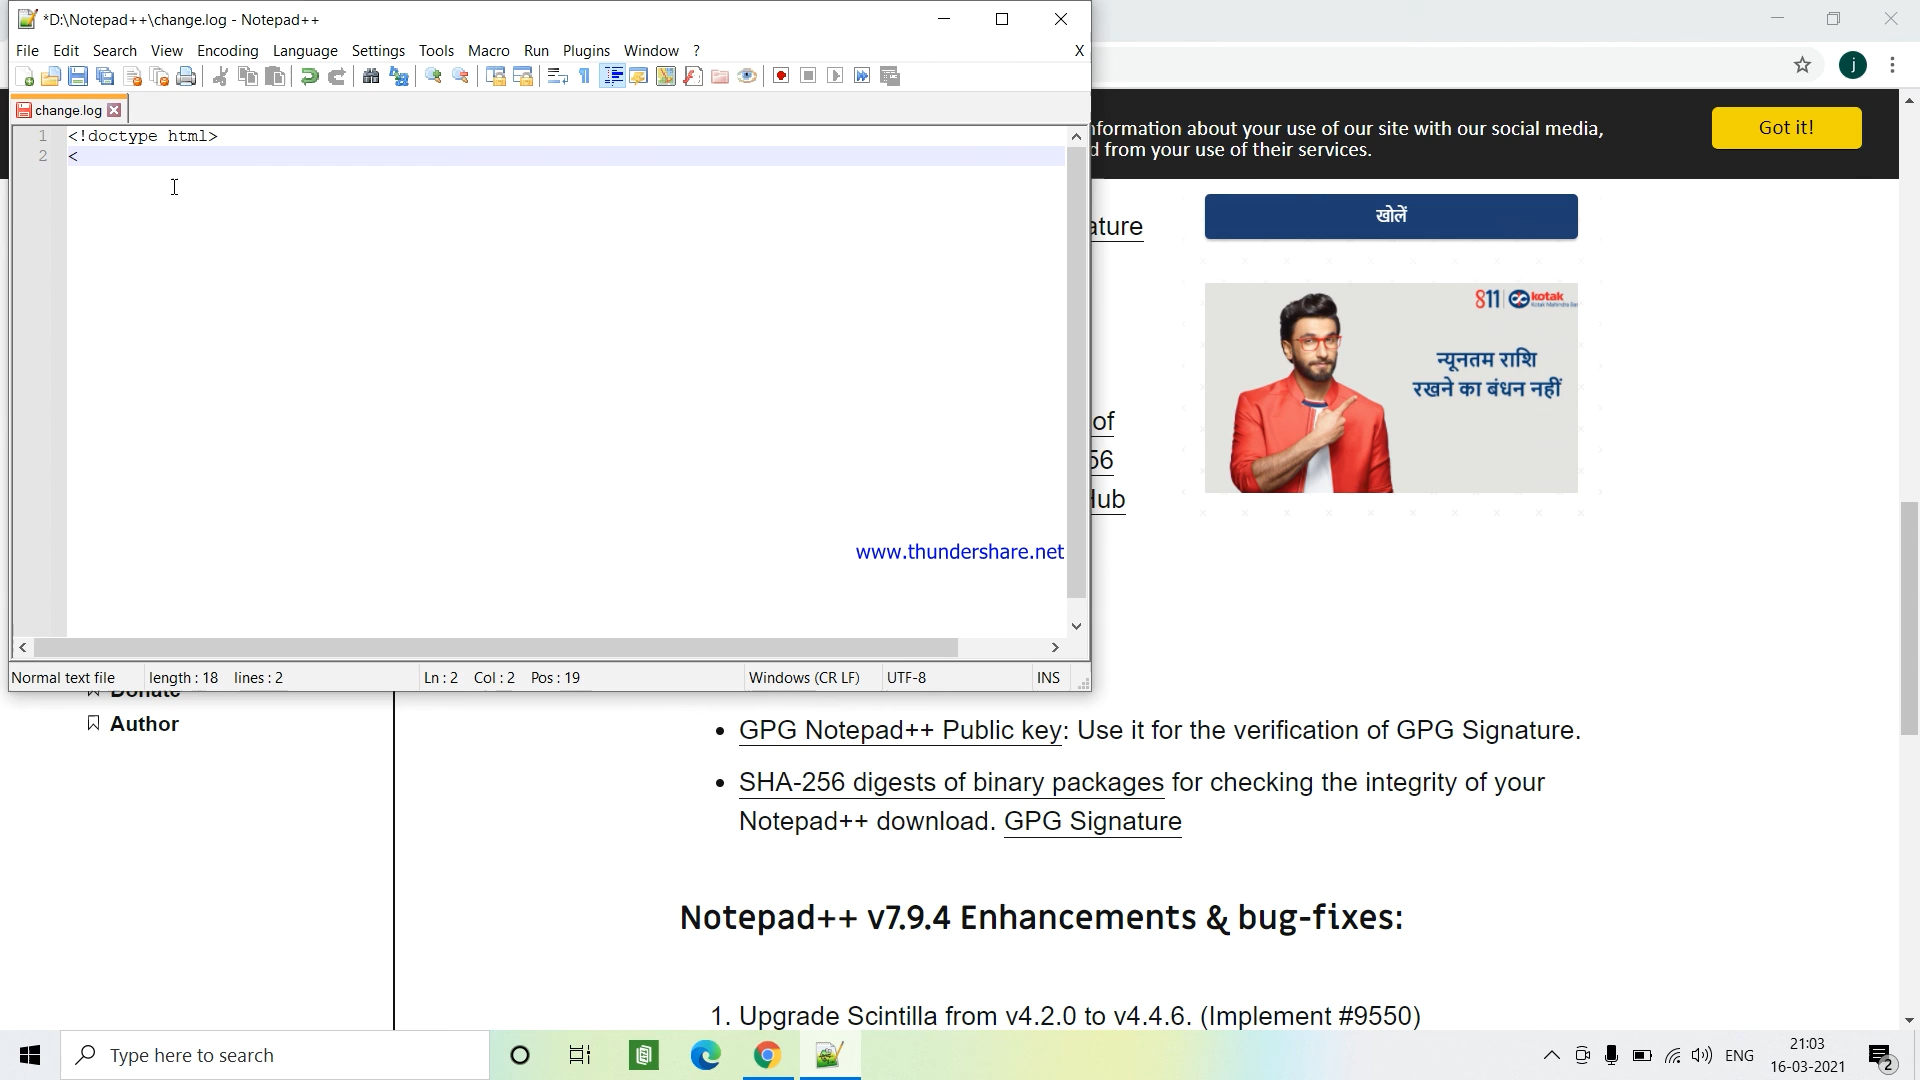 *D:\Notepad++\change.log - Notepad++
File Edit Search View Encoding Language Settings Tools Macro Run Plugins Window ? X
change.log
1 <!doctype html>
2 <
www.thundershare.net
Normal text file length : 18 lines : 2 Ln : 2 Col : 2 Pos : 19 Windows (CR LF) UTF-8 INS
j
information about your use of our site with our social media,
from your use of their services.
Got it!
ature
खोलें
811 kotak
Kotak Mahindra
न्यूनतम राशि
रखने का बंधन नहीं
of
56
Hub
Donate
Author
• GPG Notepad++ Public key: Use it for the verification of GPG Signature.
• SHA-256 digests of binary packages for checking the integrity of your
Notepad++ download. GPG Signature
Notepad++ v7.9.4 Enhancements & bug-fixes:
1. Upgrade Scintilla from v4.2.0 to v4.4.6. (Implement #9550)
Type here to search
ENG
21:03
16-03-2021
2